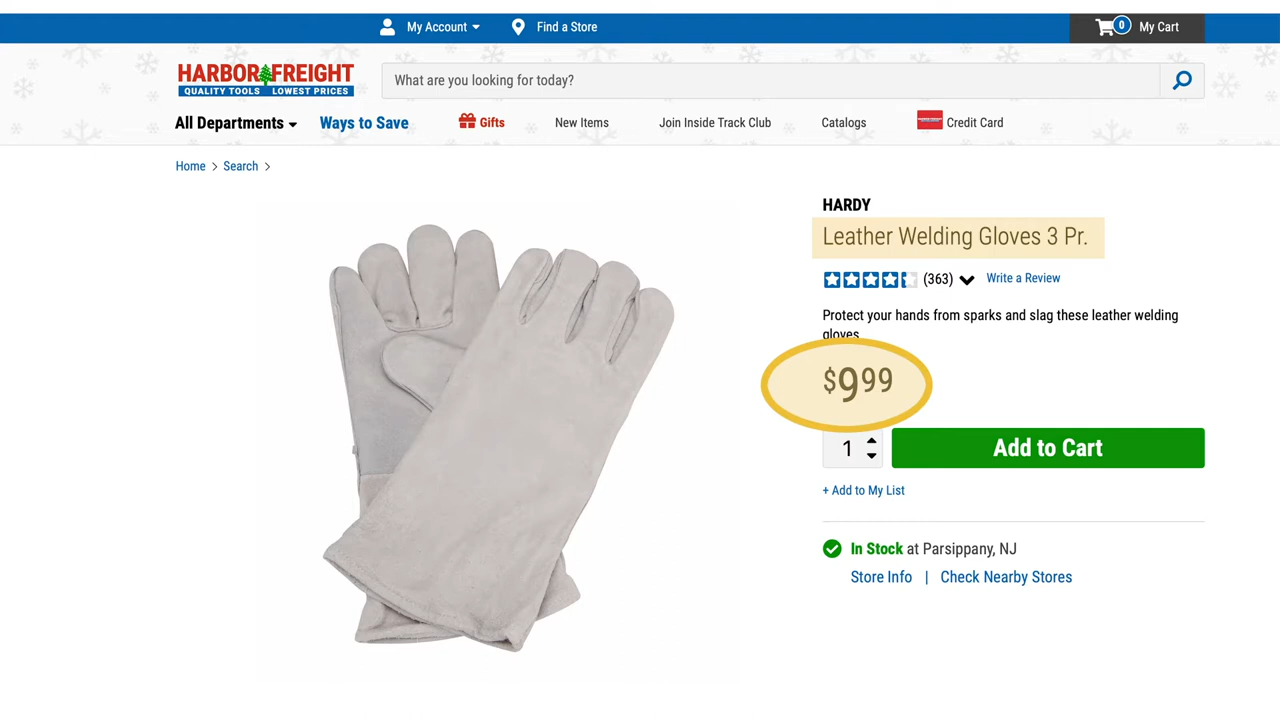 My Account
Find a Store
0
My Cart
HARBOR FREIGHT
QUALITY TOOLS LOWEST PRICES
What are you looking for today?
All Departments
Ways to Save
Gifts
New Items
Join Inside Track Club
Catalogs
Credit Card
Home > Search >
HARDY
Leather Welding Gloves 3 Pr.
(363)
Write a Review
Protect your hands from sparks and slag these leather welding
gloves
$9.99
1
Add to Cart
+ Add to My List
In Stock at Parsippany, NJ
Store Info | Check Nearby Stores